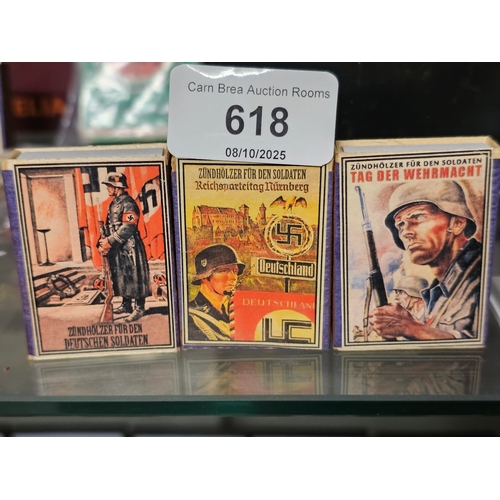 Carn Brea Auction Rooms
618
08/10/2025
ZÜNDHÖLZER FÜR DEN
DEUTSCHEN SOLDATEN
ZÜNDHÖLZER FÜR DEN SOLDATEN
Reichsparteitag Nürnberg
Deutschland
DEUTSCHLAND
ZÜNDHÖLZER FÜR DEN SOLDATEN
TAG DER WEHRMACHT